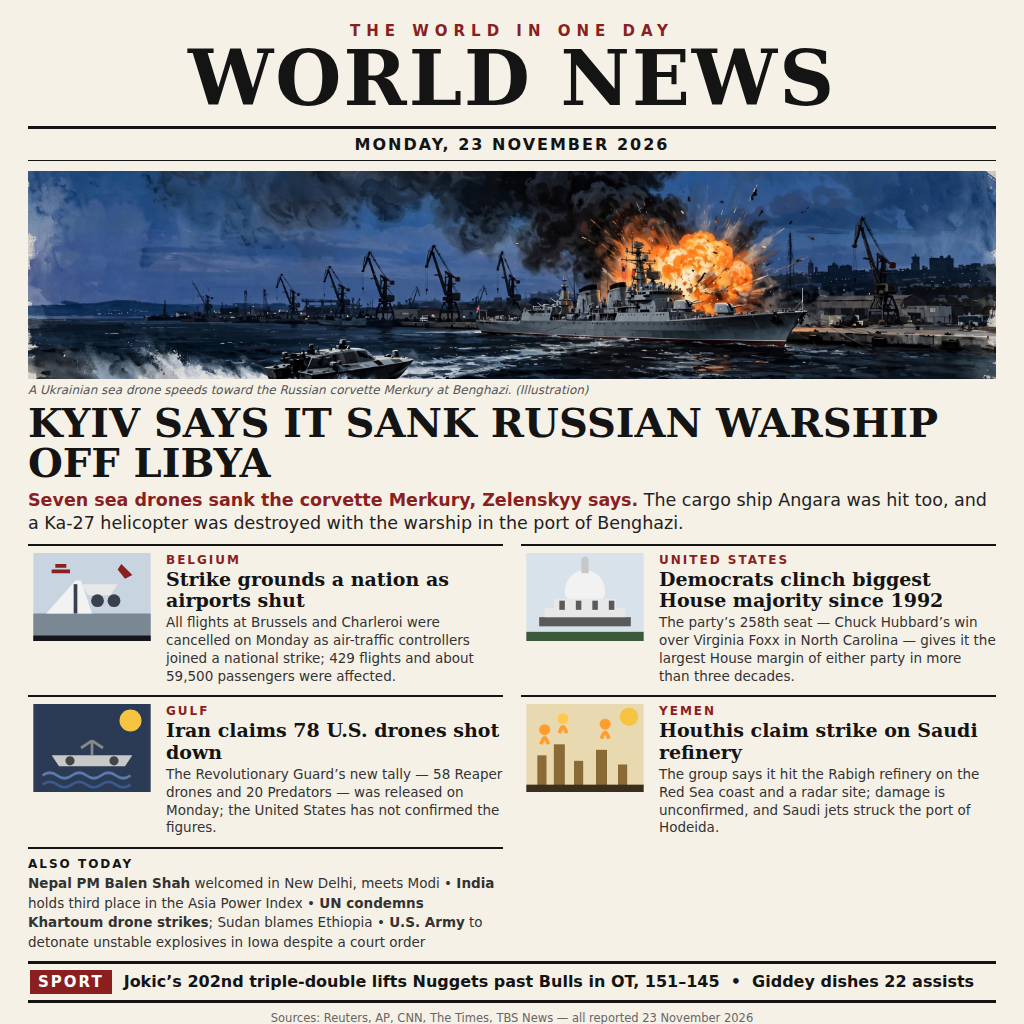 THE WORLD IN ONE DAY
WORLD NEWS
MONDAY, 23 NOVEMBER 2026
A Ukrainian sea drone speeds toward the Russian corvette Merkury at Benghazi. (Illustration)
KYIV SAYS IT SANK RUSSIAN WARSHIP
OFF LIBYA
Seven sea drones sank the corvette Merkury, Zelenskyy says. The cargo ship Angara was hit too, and
a Ka-27 helicopter was destroyed with the warship in the port of Benghazi.
BELGIUM
Strike grounds a nation as
airports shut
All flights at Brussels and Charleroi were
cancelled on Monday as air-traffic controllers
joined a national strike; 429 flights and about
59,500 passengers were affected.
UNITED STATES
Democrats clinch biggest
House majority since 1992
The party’s 258th seat — Chuck Hubbard’s win
over Virginia Foxx in North Carolina — gives it the
largest House margin of either party in more
than three decades.
GULF
Iran claims 78 U.S. drones shot
down
The Revolutionary Guard’s new tally — 58 Reaper
drones and 20 Predators — was released on
Monday; the United States has not confirmed the
figures.
YEMEN
Houthis claim strike on Saudi
refinery
The group says it hit the Rabigh refinery on the
Red Sea coast and a radar site; damage is
unconfirmed, and Saudi jets struck the port of
Hodeida.
ALSO TODAY
Nepal PM Balen Shah welcomed in New Delhi, meets Modi • India
holds third place in the Asia Power Index • UN condemns
Khartoum drone strikes; Sudan blames Ethiopia • U.S. Army to
detonate unstable explosives in Iowa despite a court order
SPORT Jokic’s 202nd triple-double lifts Nuggets past Bulls in OT, 151–145 • Giddey dishes 22 assists
Sources: Reuters, AP, CNN, The Times, TBS News — all reported 23 November 2026